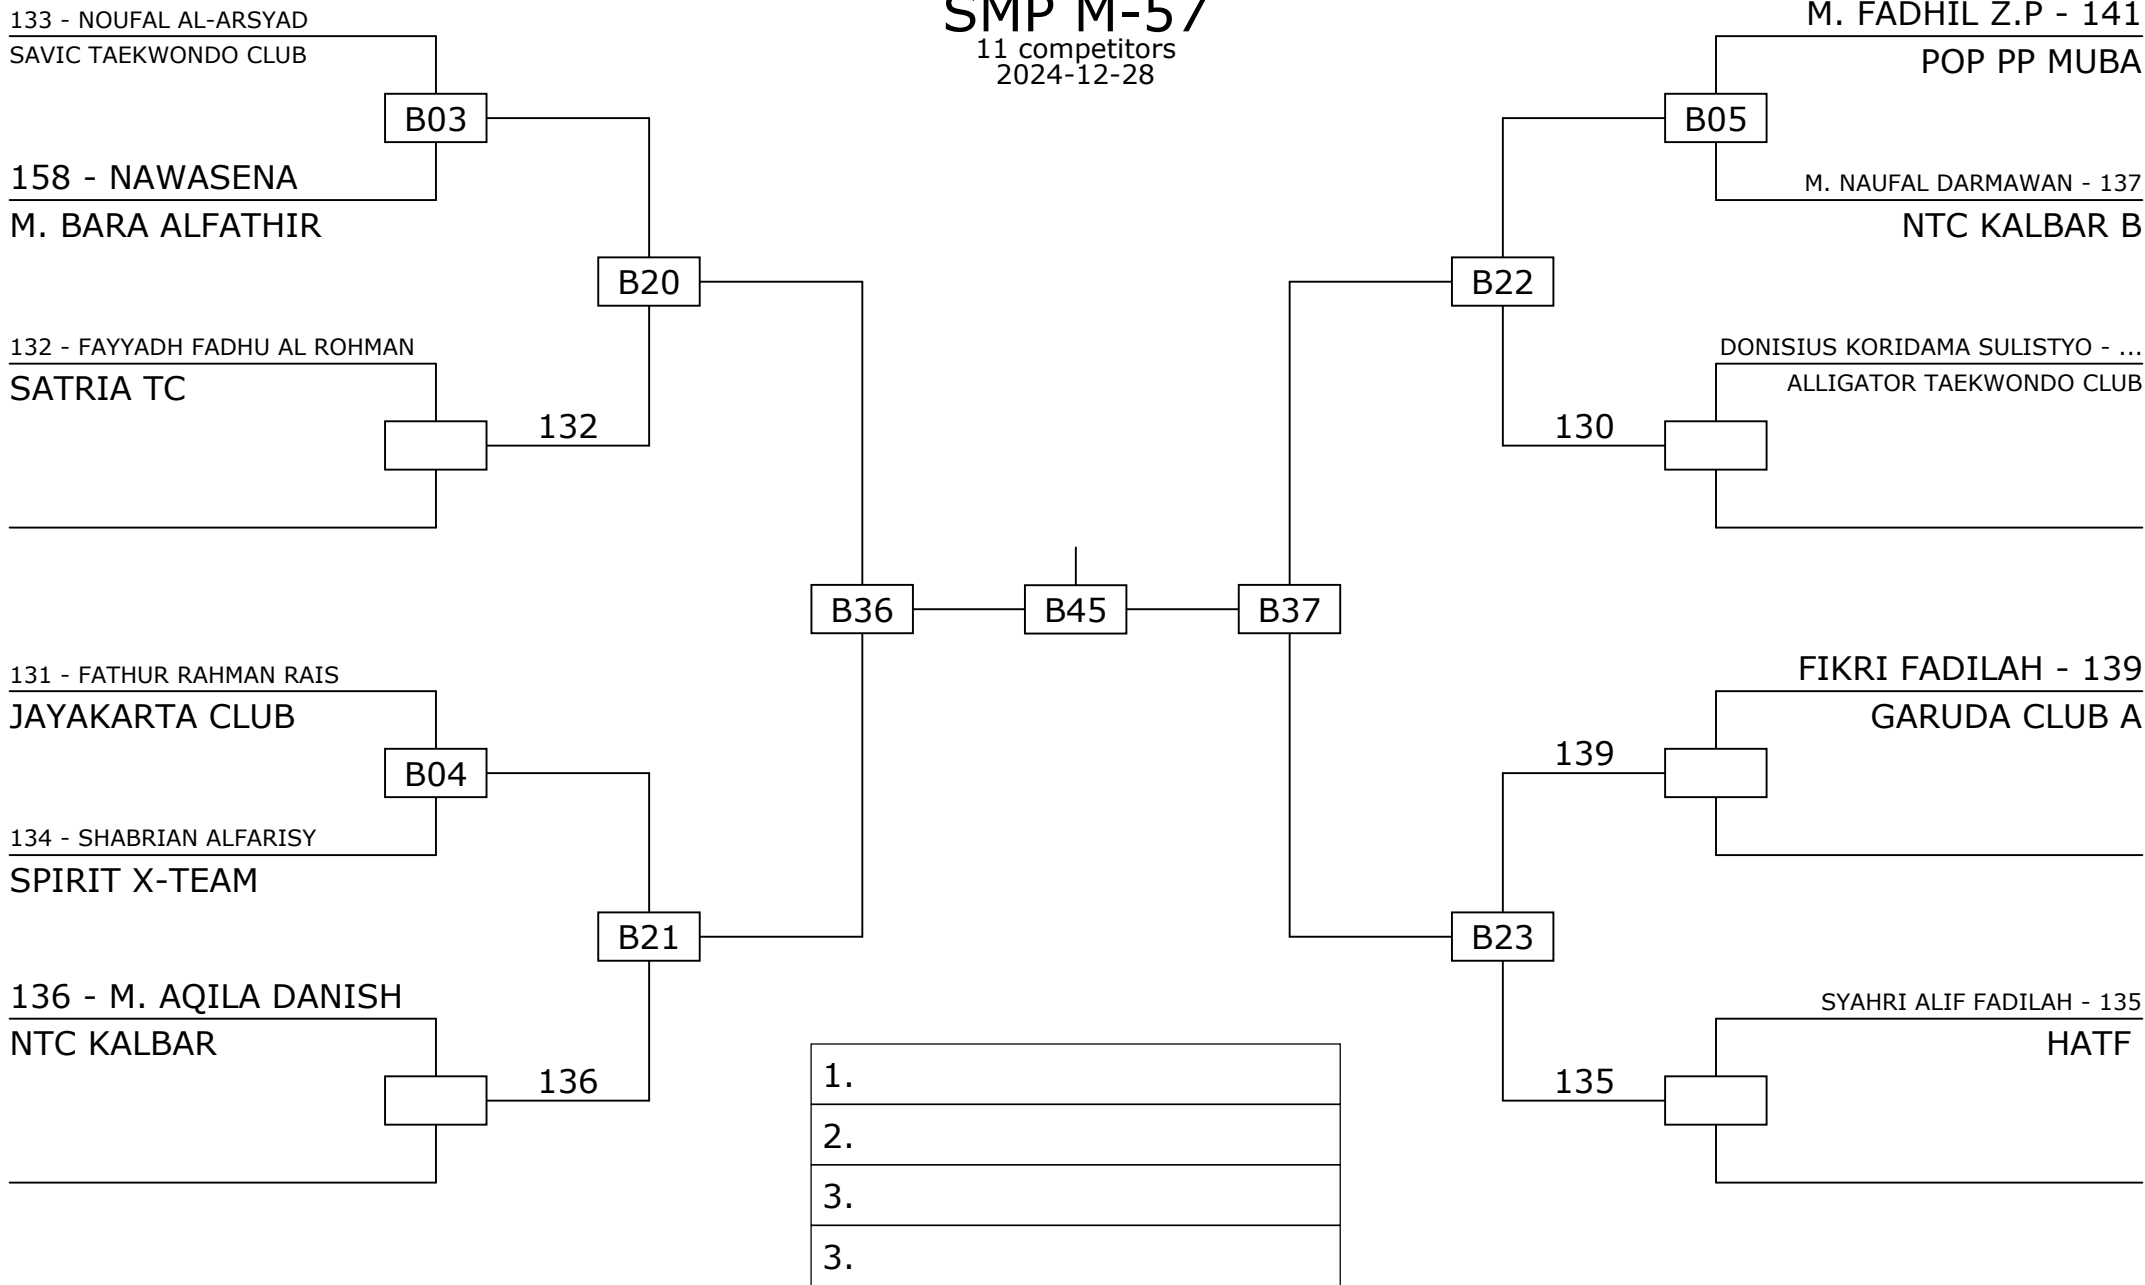 SMP M-57
11 competitors
2024-12-28
133 - NOUFAL AL-ARSYAD
SAVIC TAEKWONDO CLUB
B03
158 - NAWASENA
M. BARA ALFATHIR
B20
132 - FAYYADH FADHU AL ROHMAN
SATRIA TC
132
B36
131 - FATHUR RAHMAN RAIS
JAYAKARTA CLUB
B04
134 - SHABRIAN ALFARISY
SPIRIT X-TEAM
B21
136 - M. AQILA DANISH
NTC KALBAR
136
B45
M. FADHIL Z.P - 141
POP PP MUBA
B05
M. NAUFAL DARMAWAN - 137
NTC KALBAR B
B22
DONISIUS KORIDAMA SULISTYO - ...
ALLIGATOR TAEKWONDO CLUB
130
B37
FIKRI FADILAH - 139
GARUDA CLUB A
139
B23
SYAHRI ALIF FADILAH - 135
HATF
135
1.
2.
3.
3.